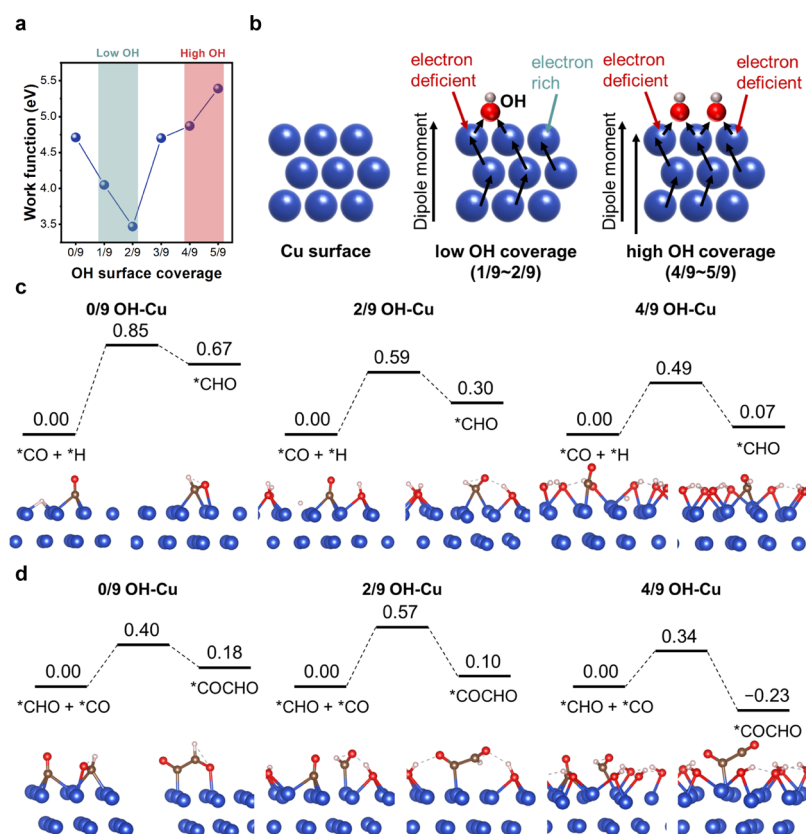 a
Low OH
High OH
Work function (eV)
5.5
5.0
4.5
4.0
3.5
0/9 1/9 2/9 3/9 4/9 5/9
OH surface coverage
b
electron
deficient
electron
rich
OH
electron
deficient
electron
deficient
Dipole moment
Dipole moment
Cu surface
low OH coverage
(1/9~2/9)
high OH coverage
(4/9~5/9)
c
0/9 OH-Cu
0.85
0.67
*CHO
0.00
*CO + *H
2/9 OH-Cu
0.59
0.30
*CHO
0.00
*CO + *H
4/9 OH-Cu
0.49
0.07
*CHO
0.00
*CO + *H
d
0/9 OH-Cu
0.40
0.18
*COCHO
0.00
*CHO + *CO
2/9 OH-Cu
0.57
0.10
*COCHO
0.00
*CHO + *CO
4/9 OH-Cu
0.34
0.00
*CHO + *CO
−0.23
*COCHO